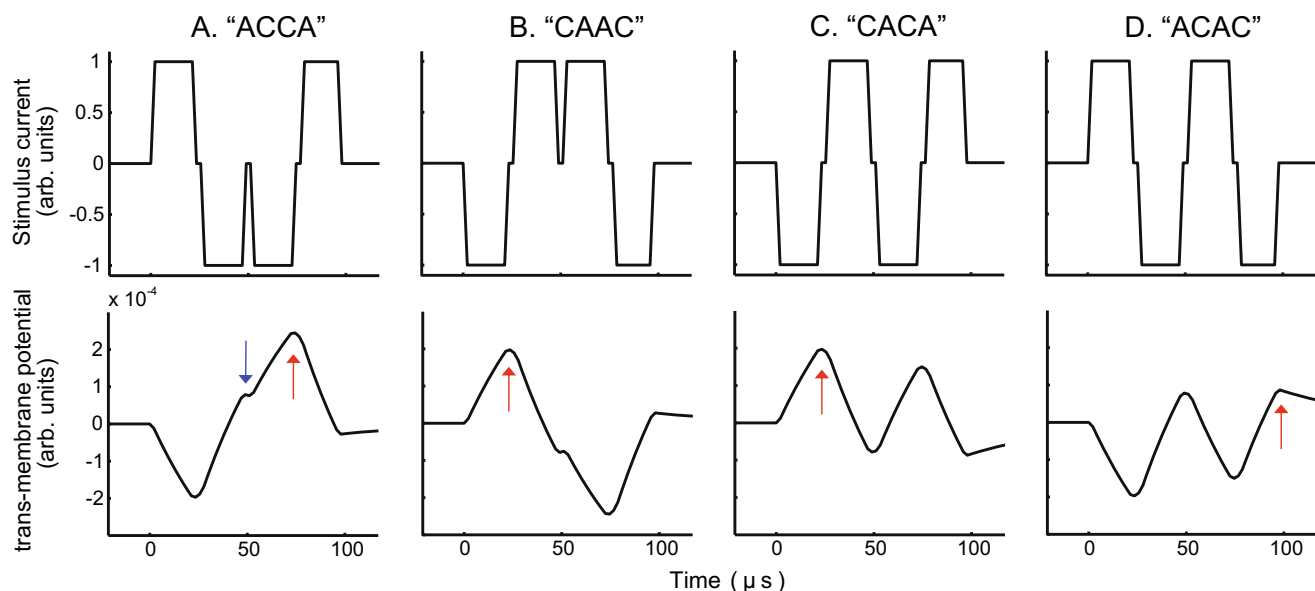 A. “ACCA”
B. “CAAC”
C. “CACA”
D. “ACAC”
Stimulus current
(arb. units)
1
0.5
0
-0.5
-1
x 10⁻⁴
trans-membrane potential
(arb. units)
2
1
0
-1
-2
0 50 100
0 50 100
0 50 100
0 50 100
Time ( µ s )